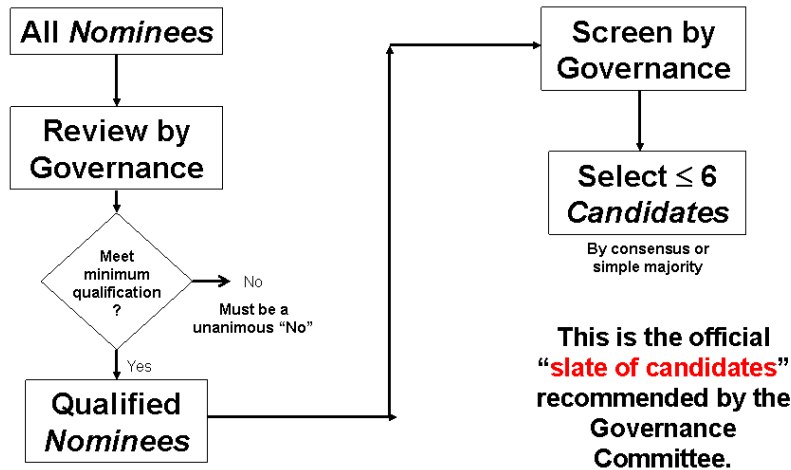 All Nominees
Review by
Governance
Meet
minimum
qualification
?
No
Must be a
unanimous “No”
Yes
Qualified
Nominees
Screen by
Governance
Select ≤ 6
Candidates
By consensus or
simple majority
This is the official
“slate of candidates”
recommended by the
Governance
Committee.